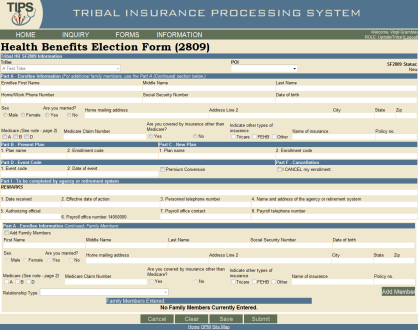 TIPS
TRIBAL INSURANCE PROCESSING SYSTEM
HOME INQUIRY FORMS INFORMATION
Welcome, Virgil Grambles
ROLE: UpdateTribal Logout
Health Benefits Election Form (2809)
Tribal HR SF2809 Information
Tribe POI SF2809 Status:
A First Tribe New
Part A - Enrollee Information (For additional family members, use the Part A (Continued) section below.)
Enrollee First Name Middle Name Last Name
Home/Work Phone Number Social Security Number Date of birth
Sex Are you married? Home mailing address Address Line 2 City State Zip
Male Female Yes No
Medicare (See note - page 2) Medicare Claim Number Are you covered by insurance other than Medicare? Indicate other types of insurance Name of insurance Policy no.
A B D Yes No Tricare FEHB Other
Part B - Present Plan Part C - New Plan
1. Plan name 2. Enrollment code 1. Plan name 2. Enrollment code
Part D - Event Code Part F - Cancellation
1. Event code 2. Date of event Premium Conversion I CANCEL my enrollment.
Part I - To be completed by agency or retirement system
REMARKS
1. Date received 2. Effective date of action 3. Personnel telephone number 4. Name and address of the agency or retirement system
5. Authorizing official 6. Payroll office number 14000000 7. Payroll office contact 8. Payroll telephone number
Part A - Enrollee Information Continued: Family Members
Add Family Members
First Name Middle Name Last Name Social Security Number Date of birth
Sex Are you married? Home mailing address Address Line 2 City State Zip
Male Female Yes No
Medicare (See note - page 2) Medicare Claim Number Are you covered by insurance other than Medicare? Indicate other types of insurance Name of insurance Policy no.
A B D Yes No Tricare FEHB Other
Relationship Type Add Member
Family Members Entered
No Family Members Currently Entered.
Cancel Clear Save Submit
Home OPM Site Map